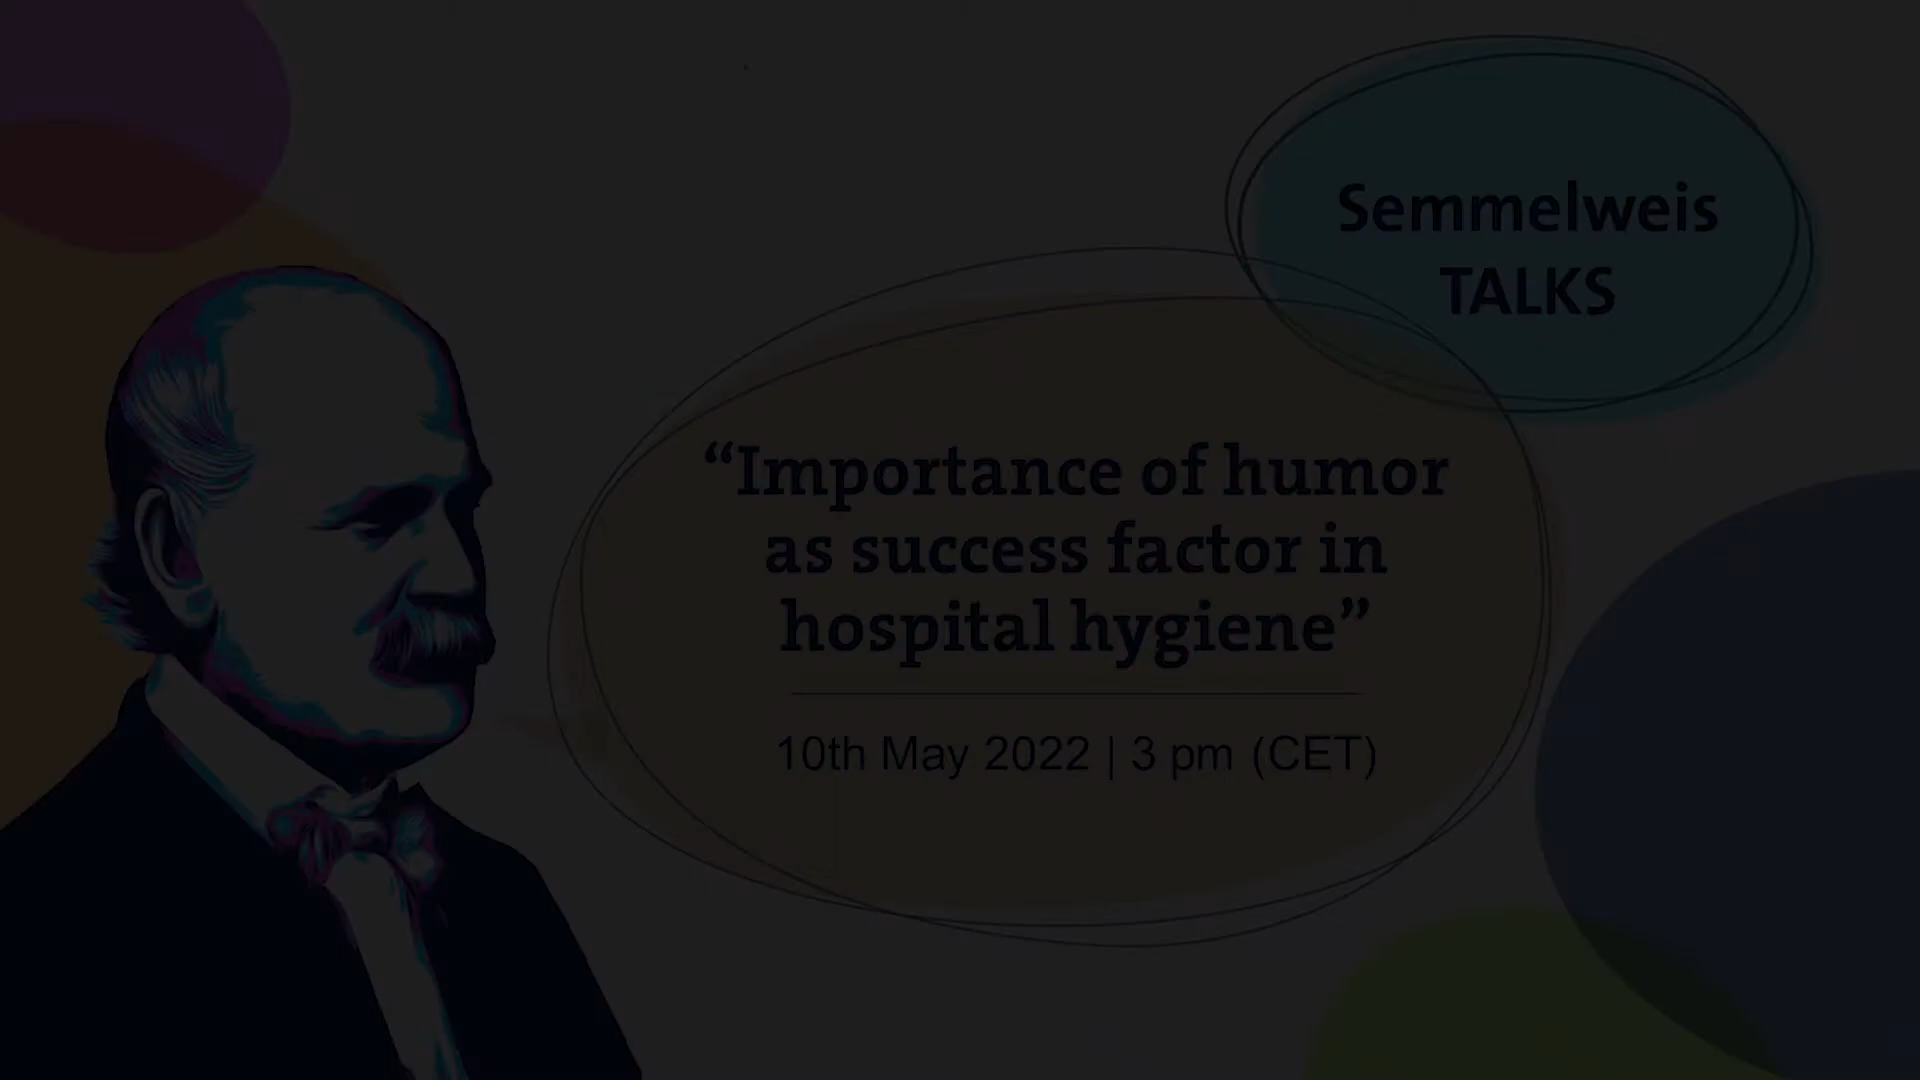 Semmelweis
TALKS
“Importance of humor
as success factor in
hospital hygiene”
10th May 2022 | 3 pm (CET)